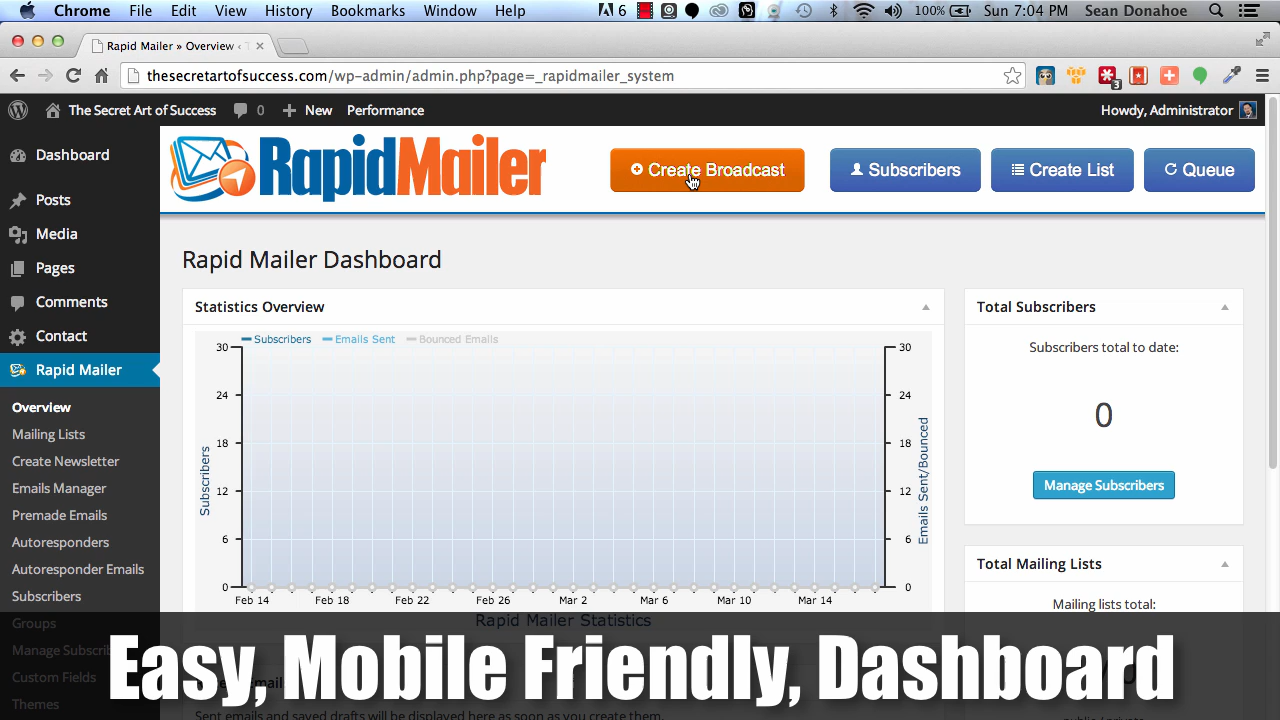 Chrome File Edit View History Bookmarks Window Help 6 100% Sun 7:04 PM Sean Donahoe
Rapid Mailer » Overview ‹
thesecretartofsuccess.com/wp-admin/admin.php?page=_rapidmailer_system
3
The Secret Art of Success 0 New Performance Howdy, Administrator
RapidMailer
Create Broadcast Subscribers Create List Queue
Dashboard
Posts
Media
Pages
Comments
Contact
Rapid Mailer
Overview
Mailing Lists
Create Newsletter
Emails Manager
Premade Emails
Autoresponders
Autoresponder Emails
Subscribers
Groups
Manage Subscrib
Custom Fields
Themes
Rapid Mailer Dashboard
Statistics Overview
Subscribers Emails Sent Bounced Emails
30 30
24 24
18 18
12 12
6 6
0 0
Subscribers
Emails Sent/Bounced
Feb 14 Feb 18 Feb 22 Feb 26 Mar 2 Mar 6 Mar 10 Mar 14
Rapid Mailer Statistics
Total Subscribers
Subscribers total to date:
0
Manage Subscribers
Total Mailing Lists
Mailing lists total:
Easy, Mobile Friendly, Dashboard
Sent emails and saved drafts will be displayed here as soon as you create them.
public / private